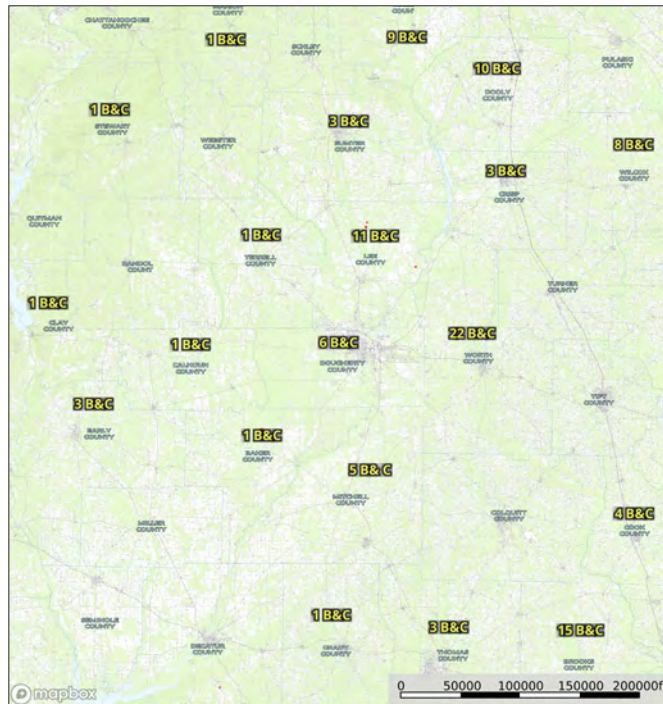 CHATTAHOOCHEE
COUNTY
1 B&C
SCHLEY
COUNTY
9 B&C
10 B&C
DOOLY
COUNTY
PULASKI
COUNTY
1 B&C
STEWART
COUNTY
WEBSTER
COUNTY
3 B&C
SUMTER
COUNTY
8 B&C
WILCOX
COUNTY
3 B&C
CRISP
COUNTY
QUITMAN
COUNTY
1 B&C
TERRELL
COUNTY
11 B&C
LEE
COUNTY
TURNER
COUNTY
1 B&C
CLAY
COUNTY
1 B&C
CALHOUN
COUNTY
6 B&C
DOUGHERTY
COUNTY
22 B&C
WORTH
COUNTY
TIFT
COUNTY
3 B&C
EARLY
COUNTY
1 B&C
BAKER
COUNTY
5 B& C
MITCHELL
COUNTY
MILLER
COUNTY
COLQUITT
COUNTY
4 B&C
COOK
COUNTY
SEMINOLE
COUNTY
DECATUR
COUNTY
1 B&C
GRADY
COUNTY
3 B&C
THOMAS
COUNTY
15 B&C
BROOKS
COUNTY
mapbox
0 50000 100000 150000 200000f